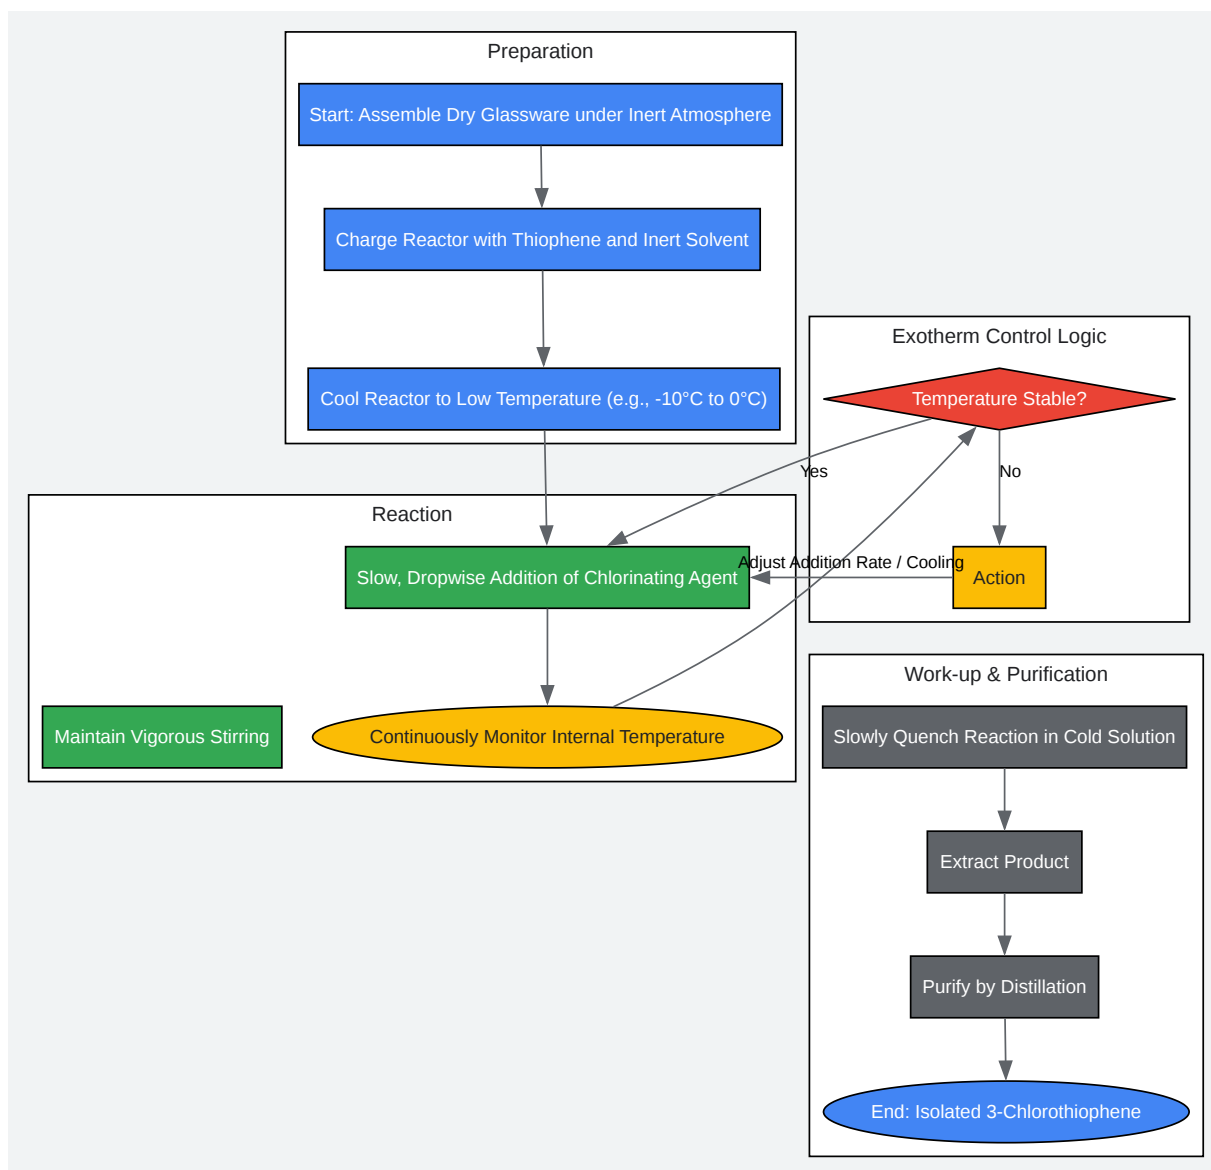 Preparation
Start: Assemble Dry Glassware under Inert Atmosphere
Charge Reactor with Thiophene and Inert Solvent
Cool Reactor to Low Temperature (e.g., -10°C to 0°C)
Exotherm Control Logic
Temperature Stable?
Yes
No
Adjust Addition Rate / Cooling
Action
Reaction
Slow, Dropwise Addition of Chlorinating Agent
Maintain Vigorous Stirring
Continuously Monitor Internal Temperature
Work-up & Purification
Slowly Quench Reaction in Cold Solution
Extract Product
Purify by Distillation
End: Isolated 3-Chlorothiophene